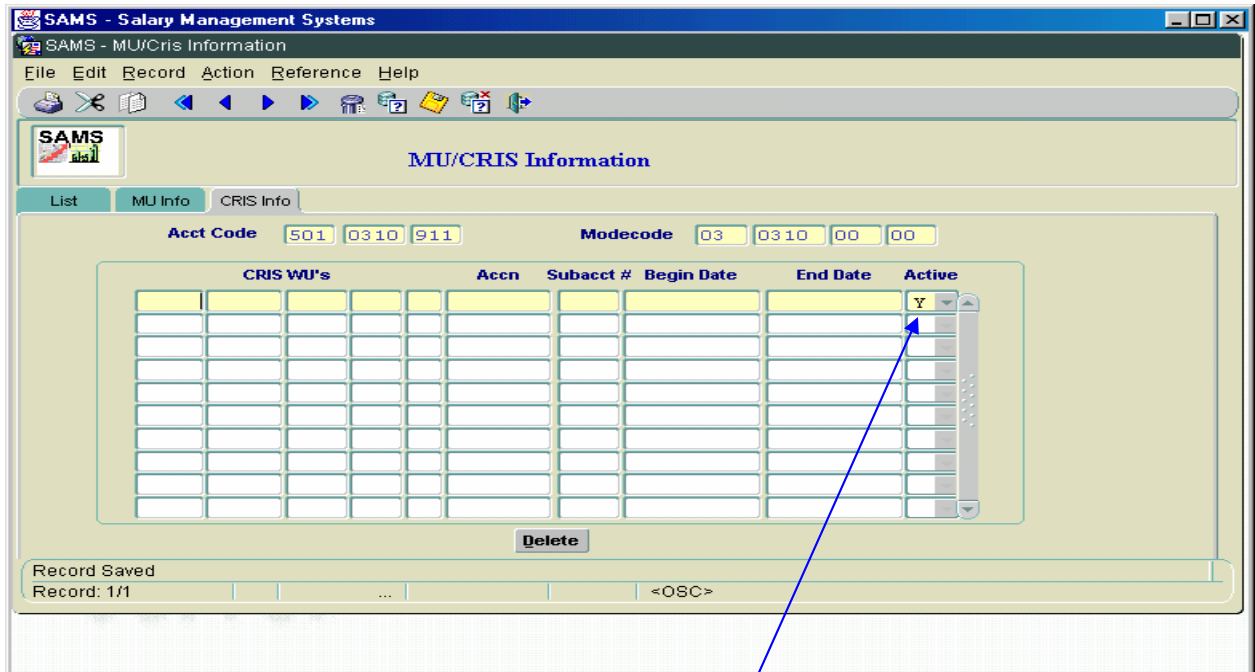 SAMS - Salary Management Systems
SAMS - MU/Cris Information
File Edit Record Action Reference Help
SAMS
MU/CRIS Information
List MU Info CRIS Info
Acct Code 501 0310 911 Modecode 03 0310 00 00
CRIS WU's Accn Subacct # Begin Date End Date Active
Y
Delete
Record Saved
Record: 1/1 ... <OSC>